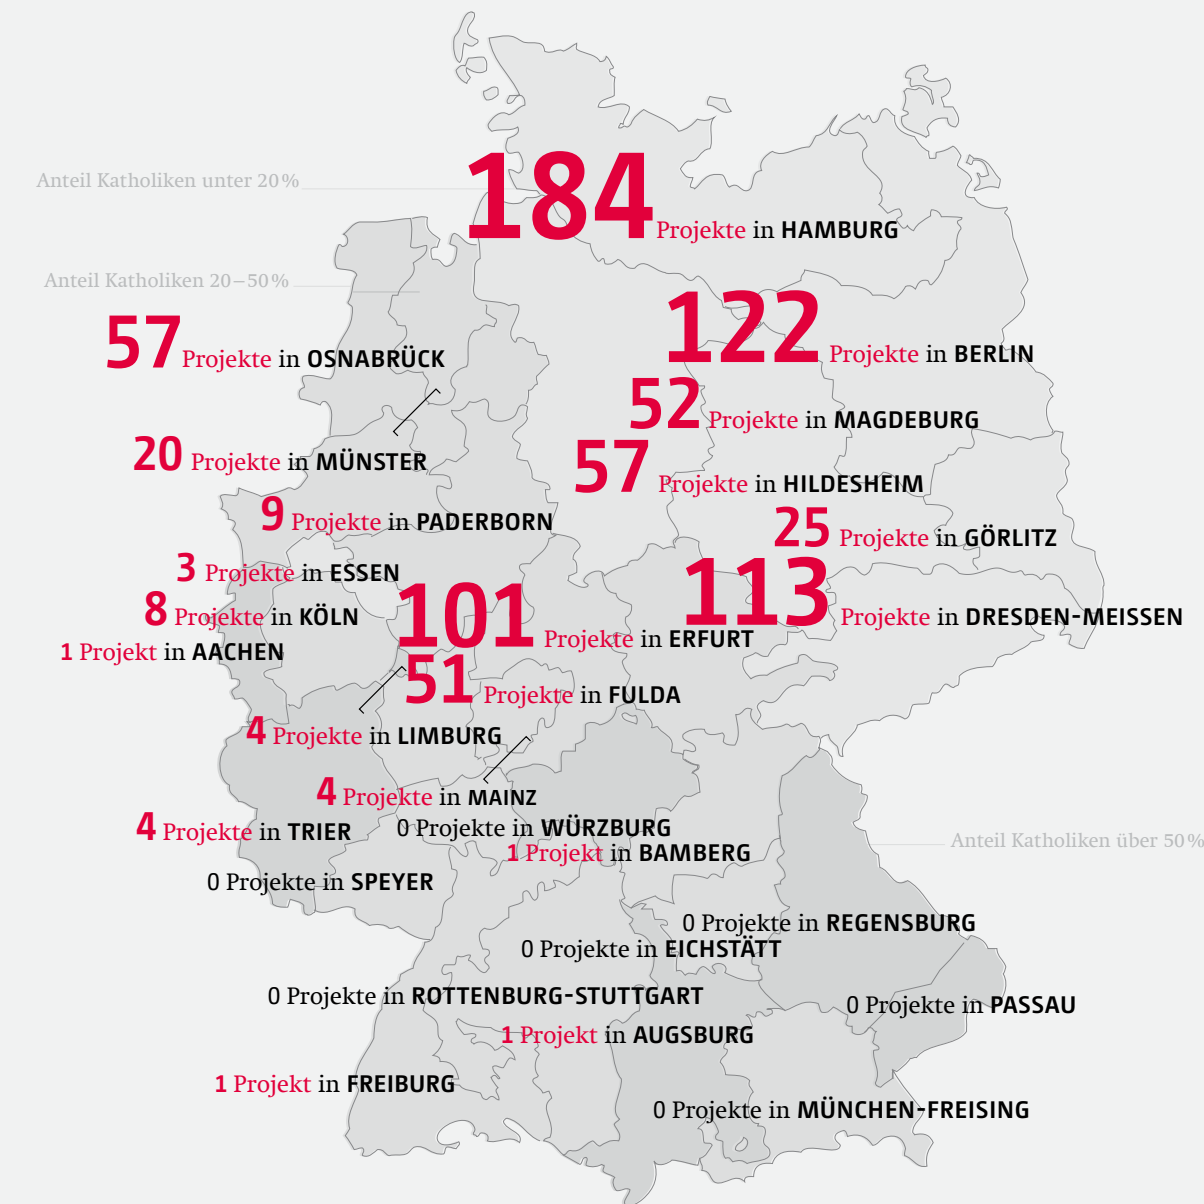 Anteil Katholiken unter 20%
184 Projekte in HAMBURG
Anteil Katholiken 20–50%
57 Projekte in OSNABRÜCK
122 Projekte in BERLIN
52 Projekte in MAGDEBURG
20 Projekte in MÜNSTER
57 Projekte in HILDESHEIM
9 Projekte in PADERBORN
25 Projekte in GÖRLITZ
3 Projekte in ESSEN
8 Projekte in KÖLN
113 Projekte in DRESDEN-MEISSEN
101 Projekte in ERFURT
1 Projekt in AACHEN
51 Projekte in FULDA
4 Projekte in LIMBURG
4 Projekte in MAINZ
4 Projekte in TRIER
0 Projekte in WÜRZBURG
Anteil Katholiken über 50%
1 Projekt in BAMBERG
0 Projekte in SPEYER
0 Projekte in REGENSBURG
0 Projekte in EICHSTÄTT
0 Projekte in ROTTENBURG-STUTTGART
0 Projekte in PASSAU
1 Projekt in AUGSBURG
1 Projekt in FREIBURG
0 Projekte in MÜNCHEN-FREISING